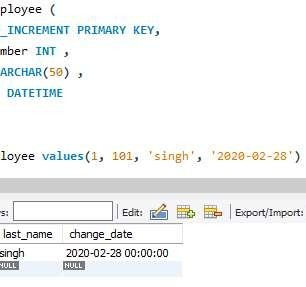 ployee (
_INCREMENT PRIMARY KEY,
mber INT ,
ARCHAR(50) ,
DATETIME
loyee values(1, 101, 'singh', '2020-02-28')
s: Edit: Export/Import:
last_name change_date
singh 2020-02-28 00:00:00
NULL NULL